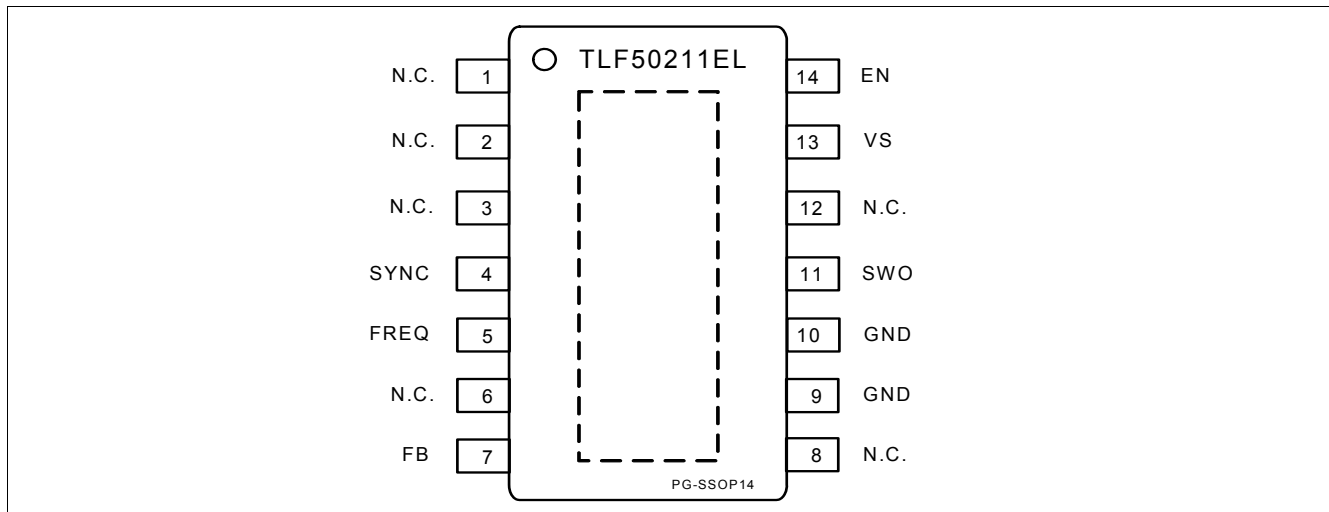 TLF50211EL
N.C. 1
14 EN
N.C. 2
13 VS
N.C. 3
12 N.C.
SYNC 4
11 SWO
FREQ 5
10 GND
N.C. 6
9 GND
FB 7
8 N.C.
PG-SSOP14